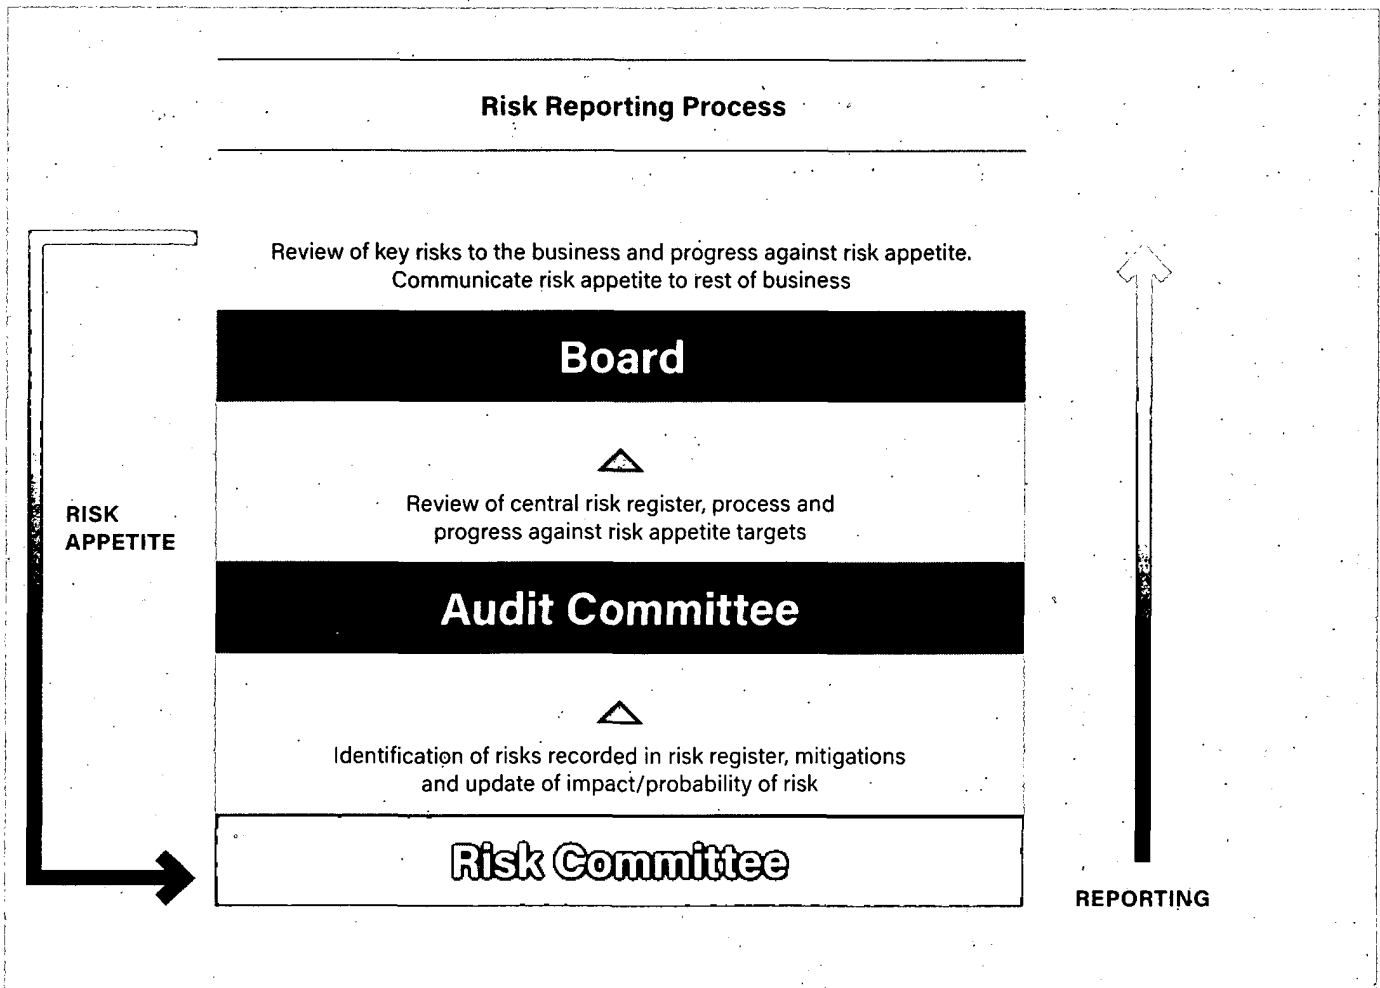 Risk Reporting Process
Review of key risks to the business and progress against risk appetite.
Communicate risk appetite to rest of business
Board
RISK
APPETITE
Review of central risk register, process and
progress against risk appetite targets
Audit Committee
Identification of risks recorded in risk register, mitigations
and update of impact/probability of risk
Risk Committee
REPORTING